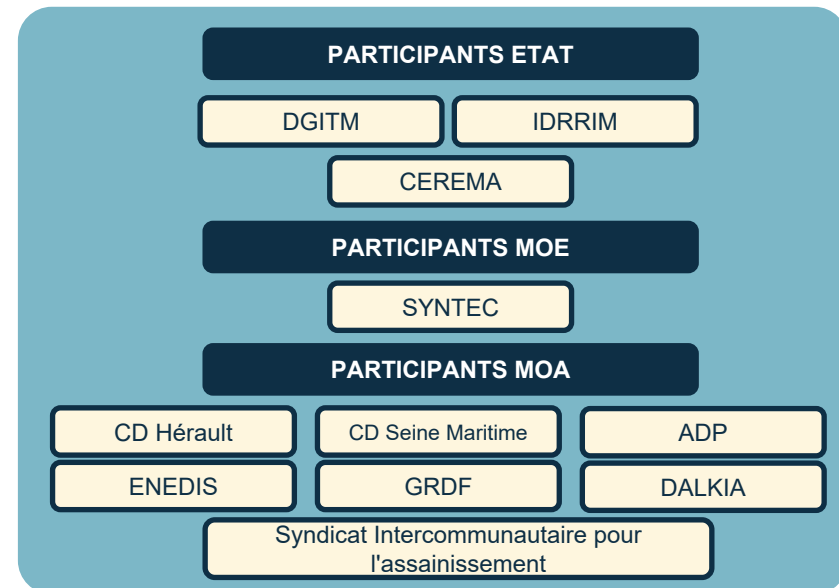 PARTICIPANTS ETAT
DGITM
IDRRIM
CEREMA
PARTICIPANTS MOE
SYNTEC
PARTICIPANTS MOA
CD Hérault
CD Seine Maritime
ADP
ENEDIS
GRDF
DALKIA
Syndicat Intercommunautaire pour
l'assainissement